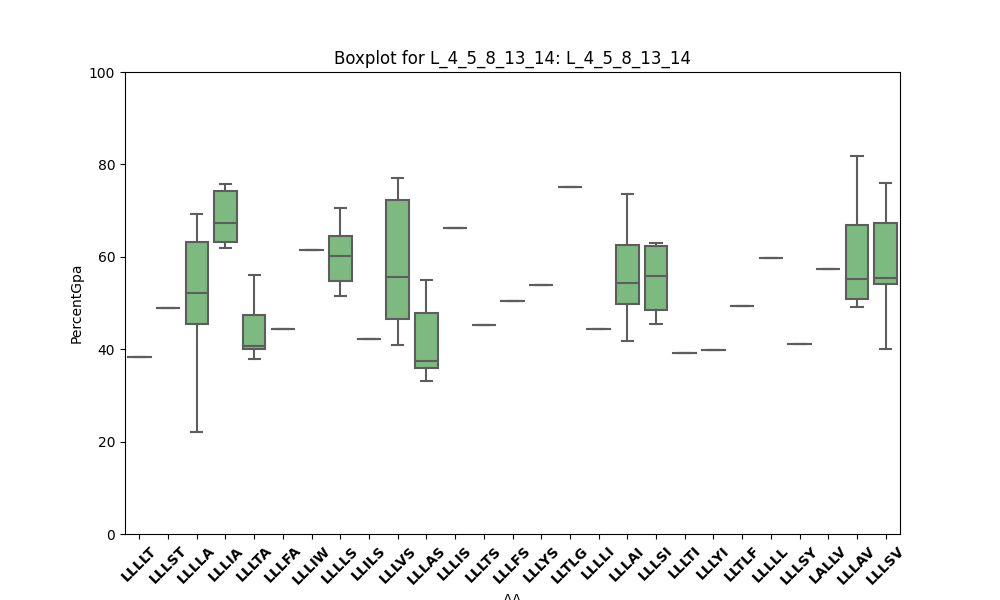 Boxplot for L_4_5_8_13_14: L_4_5_8_13_14
PercentGpa
100
80
60
40
20
0
LLLLT
LLLST
LLLLA
LLLIA
LLLTA
LLLFA
LLLIW
LLLLS
LLILS
LLLVS
LLLAS
LLLIS
LLLTS
LLLFS
LLLYS
LLTLG
LLLLI
LLLAI
LLLSI
LLLTI
LLLYI
LLTLF
LLLLL
LLLSY
LALLV
LLLAV
LLLSV
AA